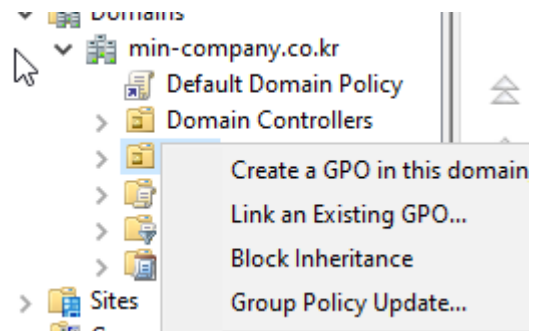 Domains
min-company.co.kr
Default Domain Policy
Domain Controllers
Create a GPO in this domain
Link an Existing GPO...
Block Inheritance
Sites
Group Policy Update...